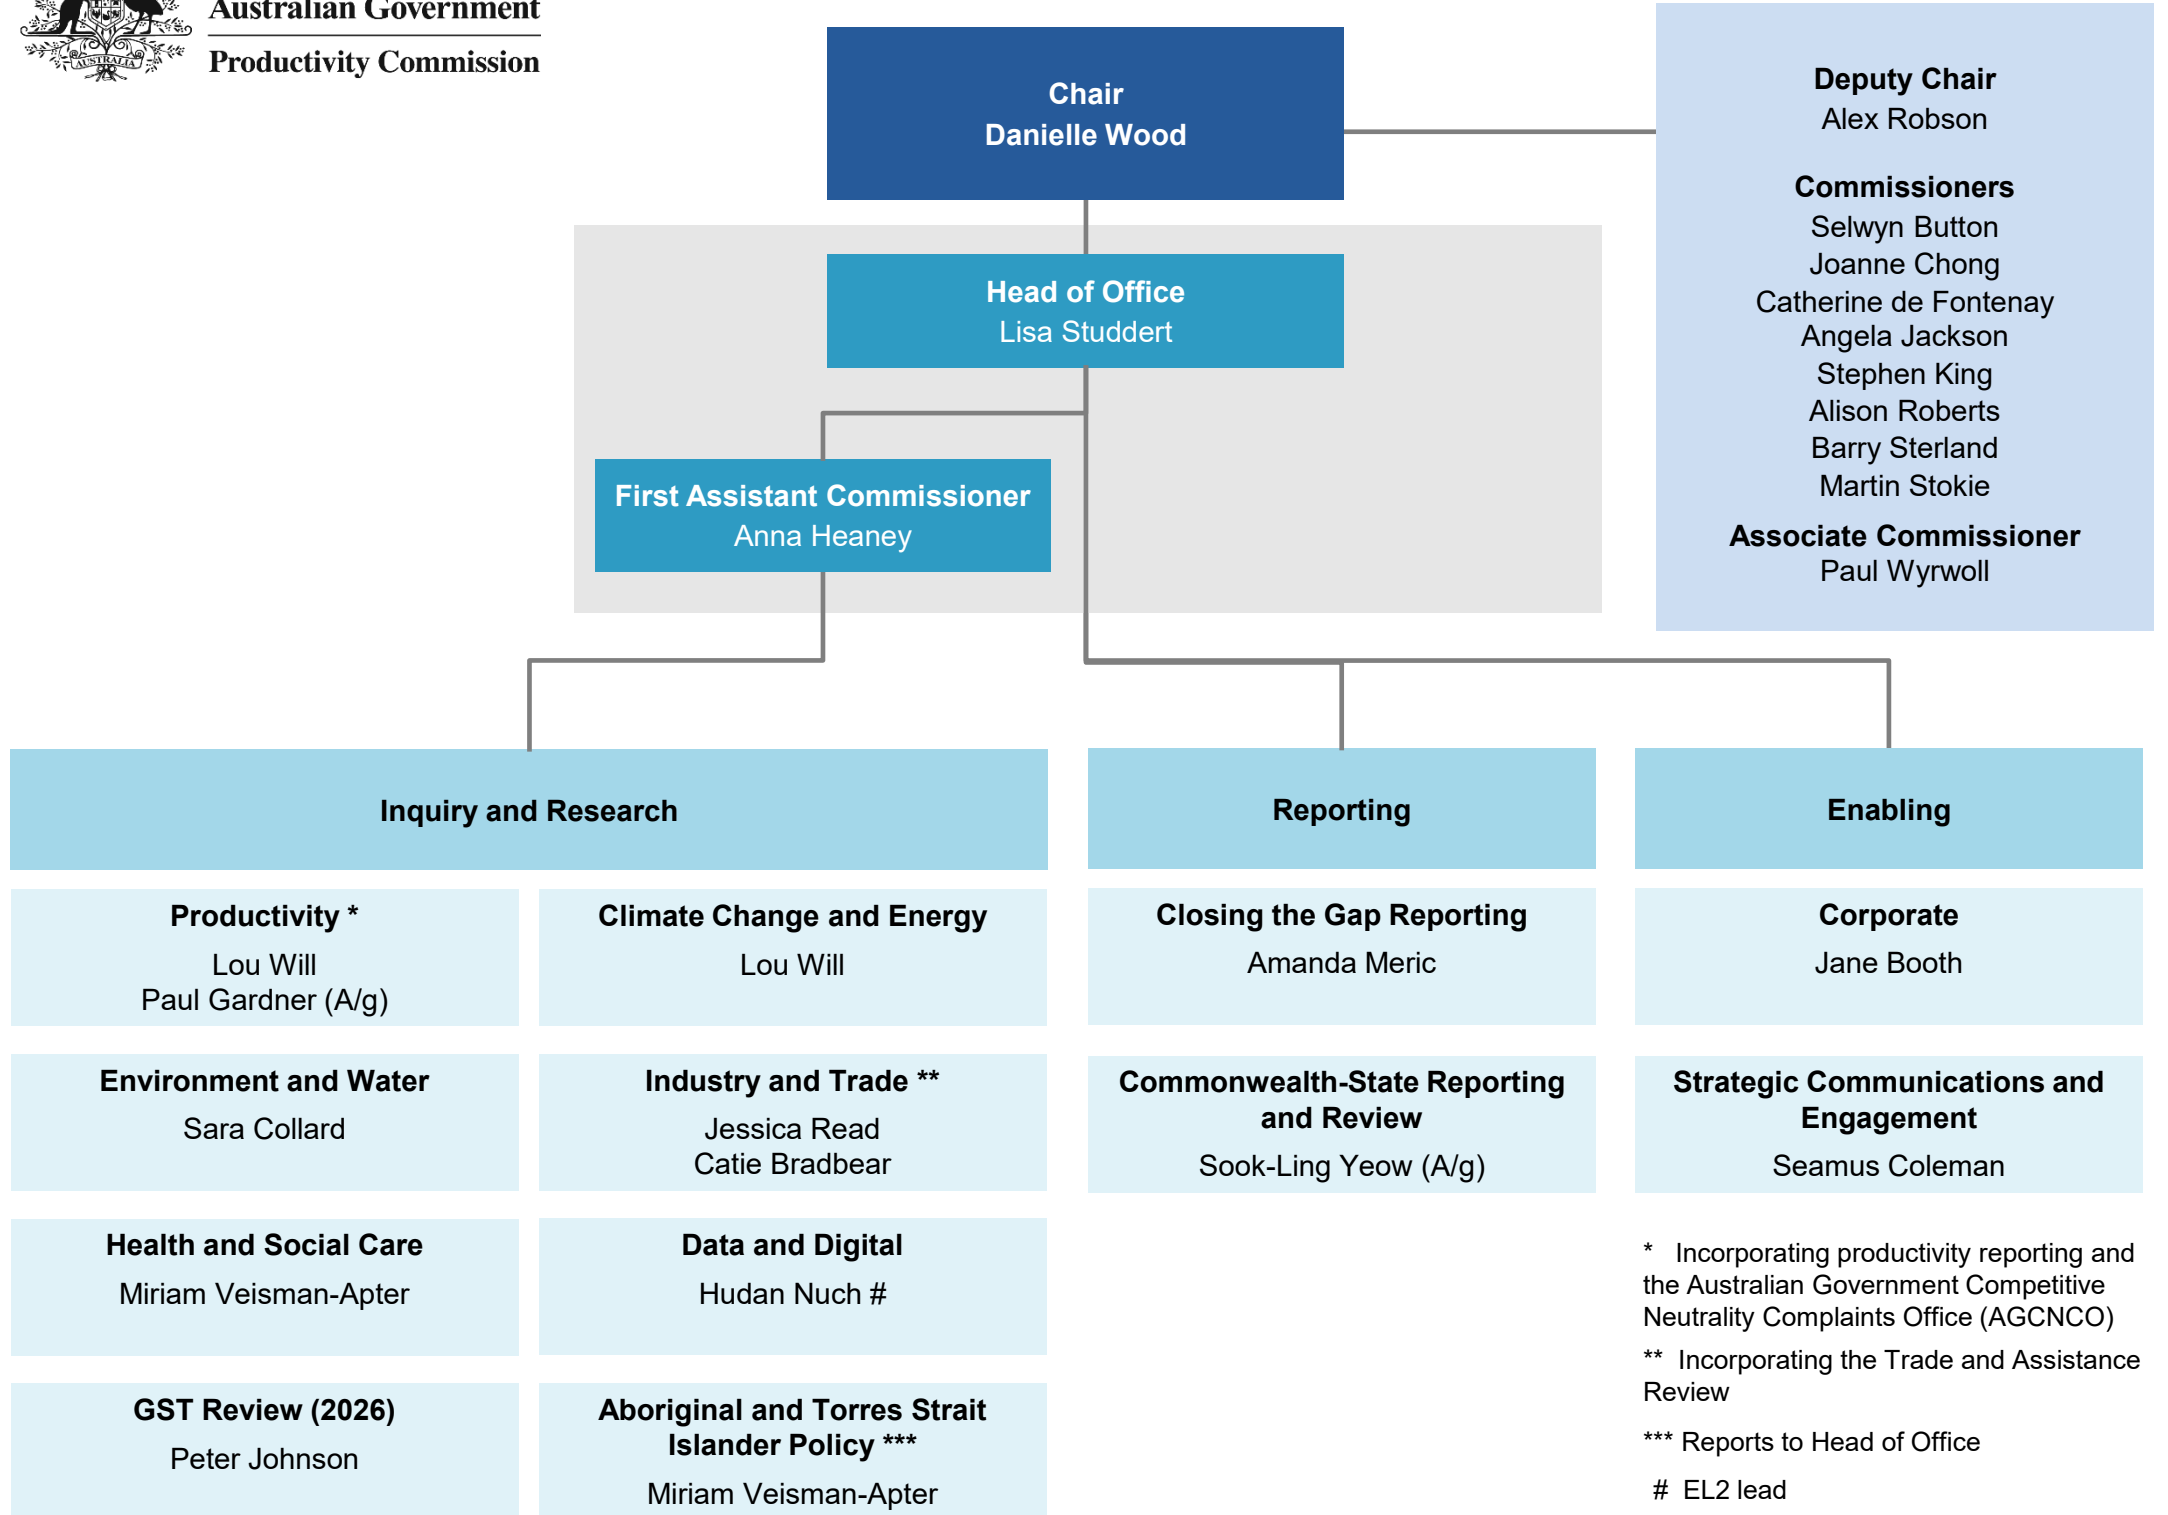 Australian Government
Productivity Commission
AUSTRALIA
Chair
Danielle Wood
Deputy Chair
Alex Robson
Commissioners
Selwyn Button
Joanne Chong
Catherine de Fontenay
Angela Jackson
Stephen King
Alison Roberts
Barry Sterland
Martin Stokie
Associate Commissioner
Paul Wyrwoll
Head of Office
Lisa Studdert
First Assistant Commissioner
Anna Heaney
Inquiry and Research
Productivity *
Lou Will
Paul Gardner (A/g)
Climate Change and Energy
Lou Will
Environment and Water
Sara Collard
Industry and Trade **
Jessica Read
Catie Bradbear
Health and Social Care
Miriam Veisman-Apter
Data and Digital
Hudan Nuch #
GST Review (2026)
Peter Johnson
Aboriginal and Torres Strait
Islander Policy ***
Miriam Veisman-Apter
Reporting
Closing the Gap Reporting
Amanda Meric
Commonwealth-State Reporting
and Review
Sook-Ling Yeow (A/g)
Enabling
Corporate
Jane Booth
Strategic Communications and
Engagement
Seamus Coleman
* Incorporating productivity reporting and
the Australian Government Competitive
Neutrality Complaints Office (AGCNCO)
** Incorporating the Trade and Assistance
Review
*** Reports to Head of Office
# EL2 lead